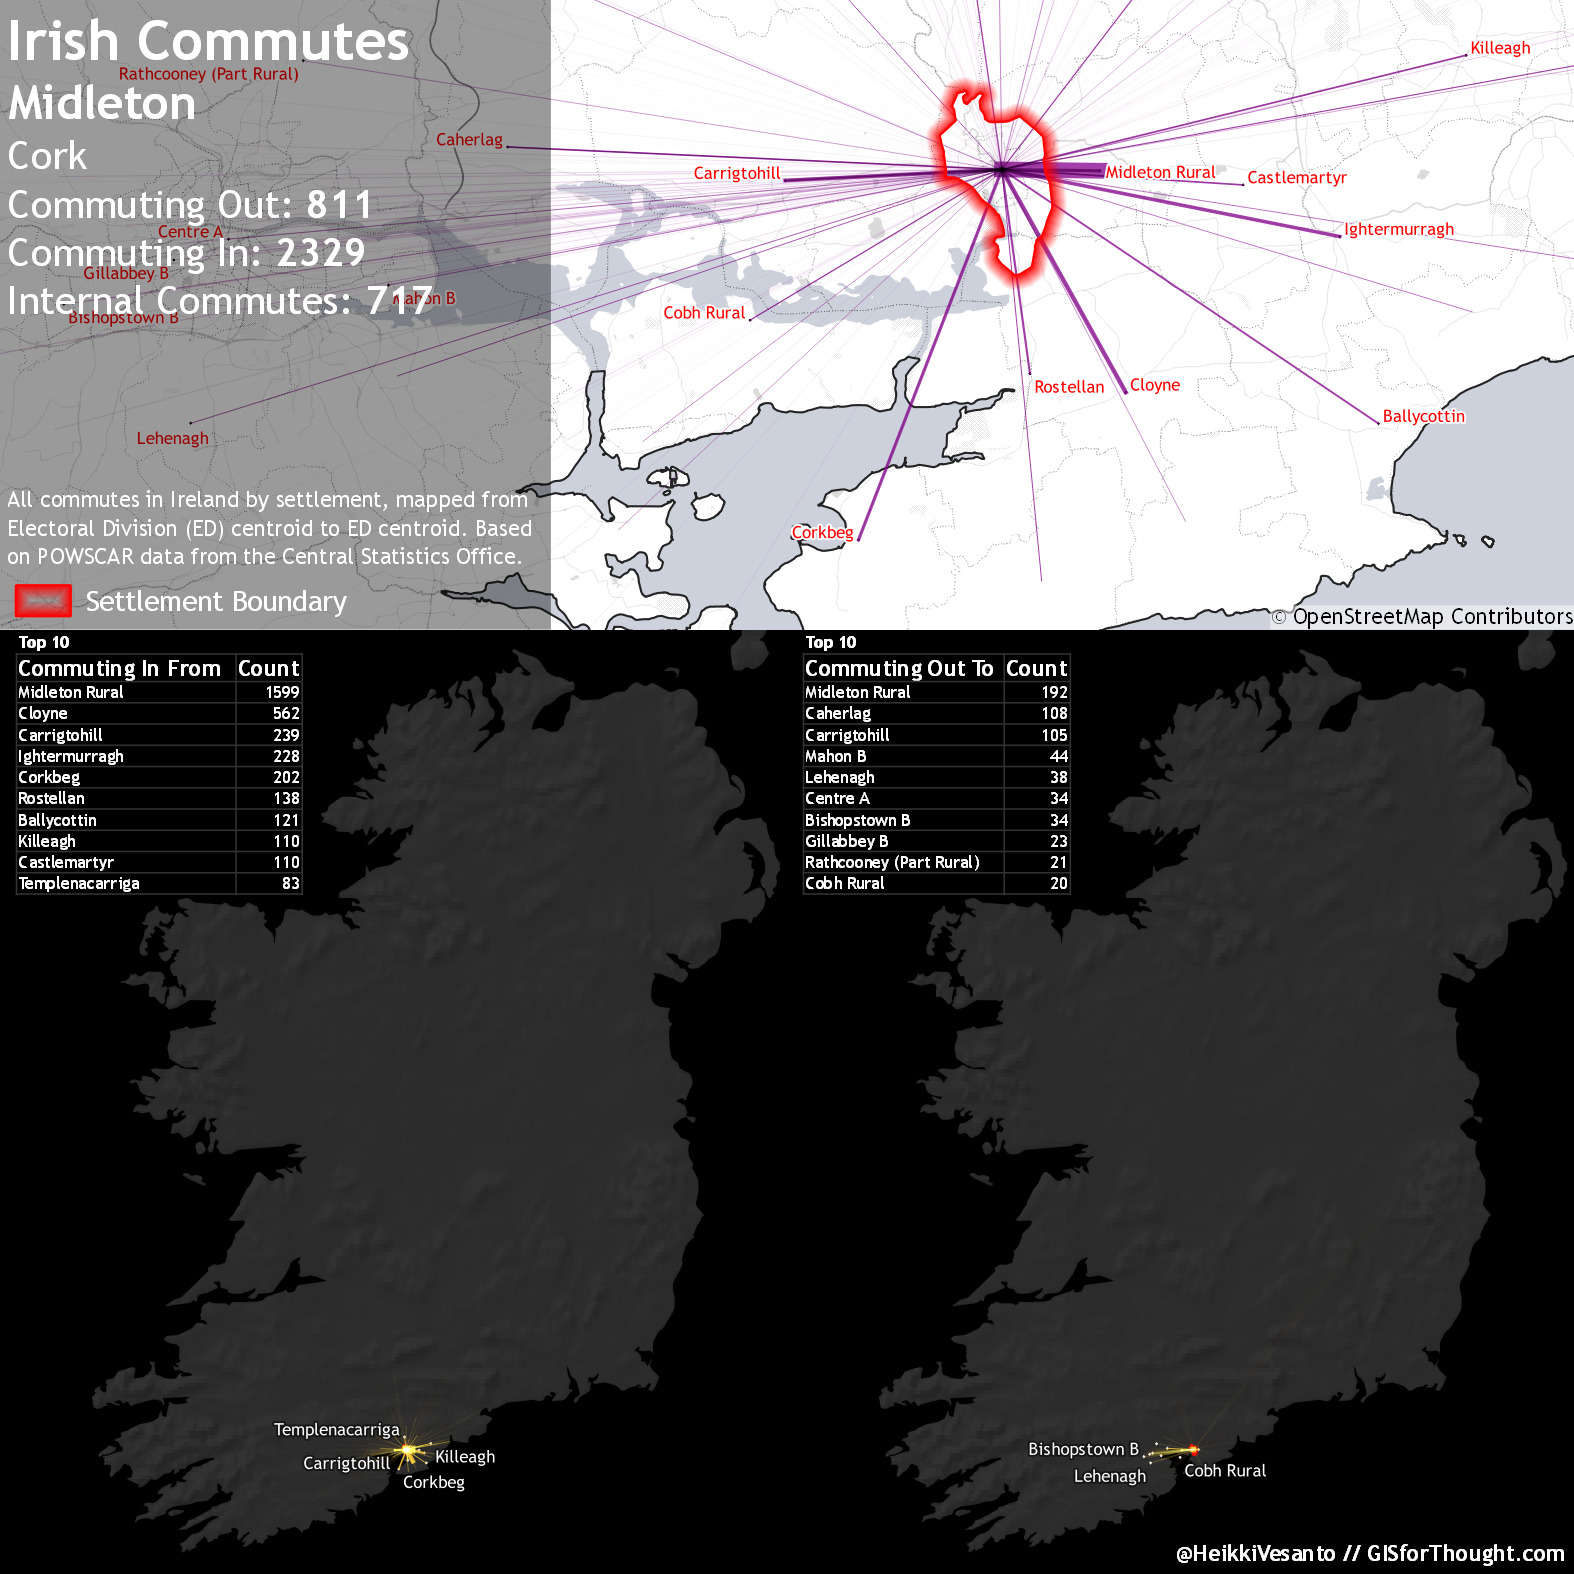 Irish Commutes
Rathcooney (Part Rural)
Midleton
Cork
Commuting Out: 811
Centre A
Commuting In: 2329
Gillabbey B
Mahon B
Internal Commutes: 717
Bishopstown B
Lehenagh
Caherlag
Carrigtohill
Killeagh
Midleton Rural
Castlemartyr
Ightermurragh
Cobh Rural
Rostellan
Cloyne
Ballycottin
Corkbeg
All commutes in Ireland by settlement, mapped from
Electoral Division (ED) centroid to ED centroid. Based
on POWSCAR data from the Central Statistics Office.
Settlement Boundary
© OpenStreetMap Contributors
Top 10
Commuting In From Count
Midleton Rural 1599
Cloyne 562
Carrigtohill 239
Ightermurragh 228
Corkbeg 202
Rostellan 138
Ballycottin 121
Killeagh 110
Castlemartyr 110
Templenacarriga 83
Top 10
Commuting Out To Count
Midleton Rural 192
Caherlag 108
Carrigtohill 105
Mahon B 44
Lehenagh 38
Centre A 34
Bishopstown B 34
Gillabbey B 23
Rathcooney (Part Rural) 21
Cobh Rural 20
Templenacarriga
Carrigtohill
Killeagh
Corkbeg
Bishopstown B
Lehenagh
Cobh Rural
@HeikkiVesanto // GISforThought.com